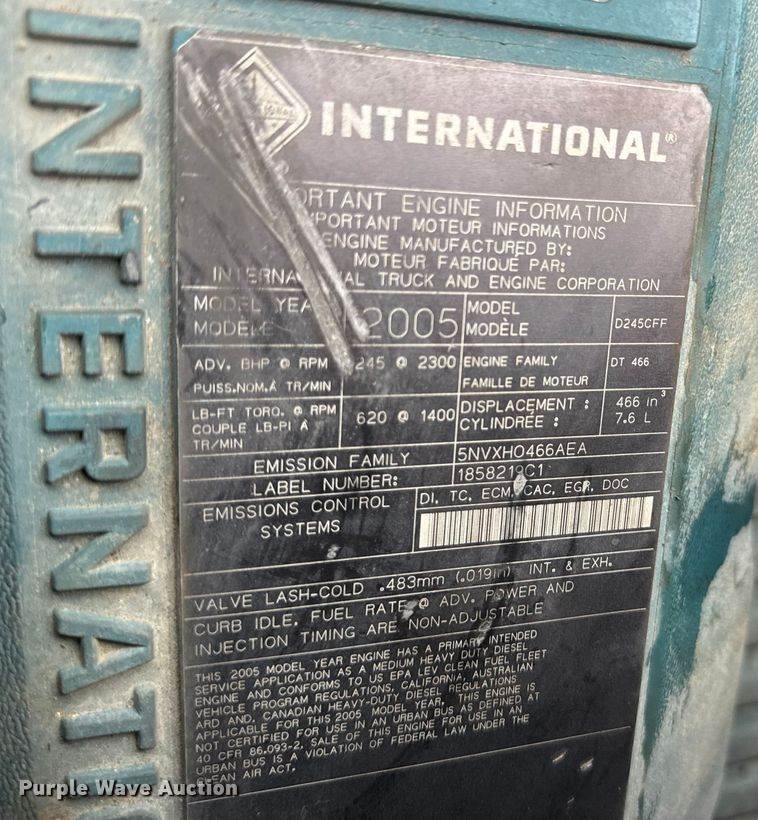 INTERNATIO
INTERNATIONAL®
ORTANT ENGINE INFORMATION
MPORTANT MOTEUR INFORMATIONS
ENGINE MANUFACTURED BY:
MOTEUR FABRIQUE PAR:
TRUCK AND ENGINE CORPORATION
MODEL YEA
MODÈLE
2005
MODEL
MODÈLE
D245CFF
ADV. BHP @ RPM
PUISS.NOM.À TR/MIN
245 @ 2300
ENGINE FAMILY
FAMILLE DE MOTEUR
DT 466
LB-FT TORQ. @ RPM
COUPLE LB-PI À
TR/MIN
620 @ 1400
DISPLACEMENT :
CYLINDRÉE :
466 in³
7.6 L
EMISSION FAMILY
5NVXH0466AEA
LABEL NUMBER:
1858219C1
EMISSIONS CONTROL
SYSTEMS
DI, TC, ECM, CAC, EGR, DOC
VALVE LASH-COLD .483mm (.019in) INT. & EXH.
CURB IDLE, FUEL RATE @ ADV. POWER AND
INJECTION TIMING ARE NON-ADJUSTABLE
THIS 2005 MODEL YEAR ENGINE HAS A PRIMARY INTENDED
SERVICE APPLICATION AS A MEDIUM HEAVY DUTY DIESEL
ENGINE AND CONFORMS TO US EPA LEV CLEAN FUEL FLEET
VEHICLE PROGRAM REGULATIONS, CALIFORNIA, AUSTRALIAN
ARD AND, CANADIAN HEAVY-DUTY DIESEL REGULATIONS
APPLICABLE FOR THIS 2005 MODEL YEAR. THIS ENGINE IS
NOT CERTIFIED FOR USE IN AN URBAN BUS AS DEFINED AT
40 CFR 86.093-2. SALE OF THIS ENGINE FOR USE IN AN
URBAN BUS IS A VIOLATION OF FEDERAL LAW UNDER THE
CLEAN AIR ACT.
Purple Wave Auction